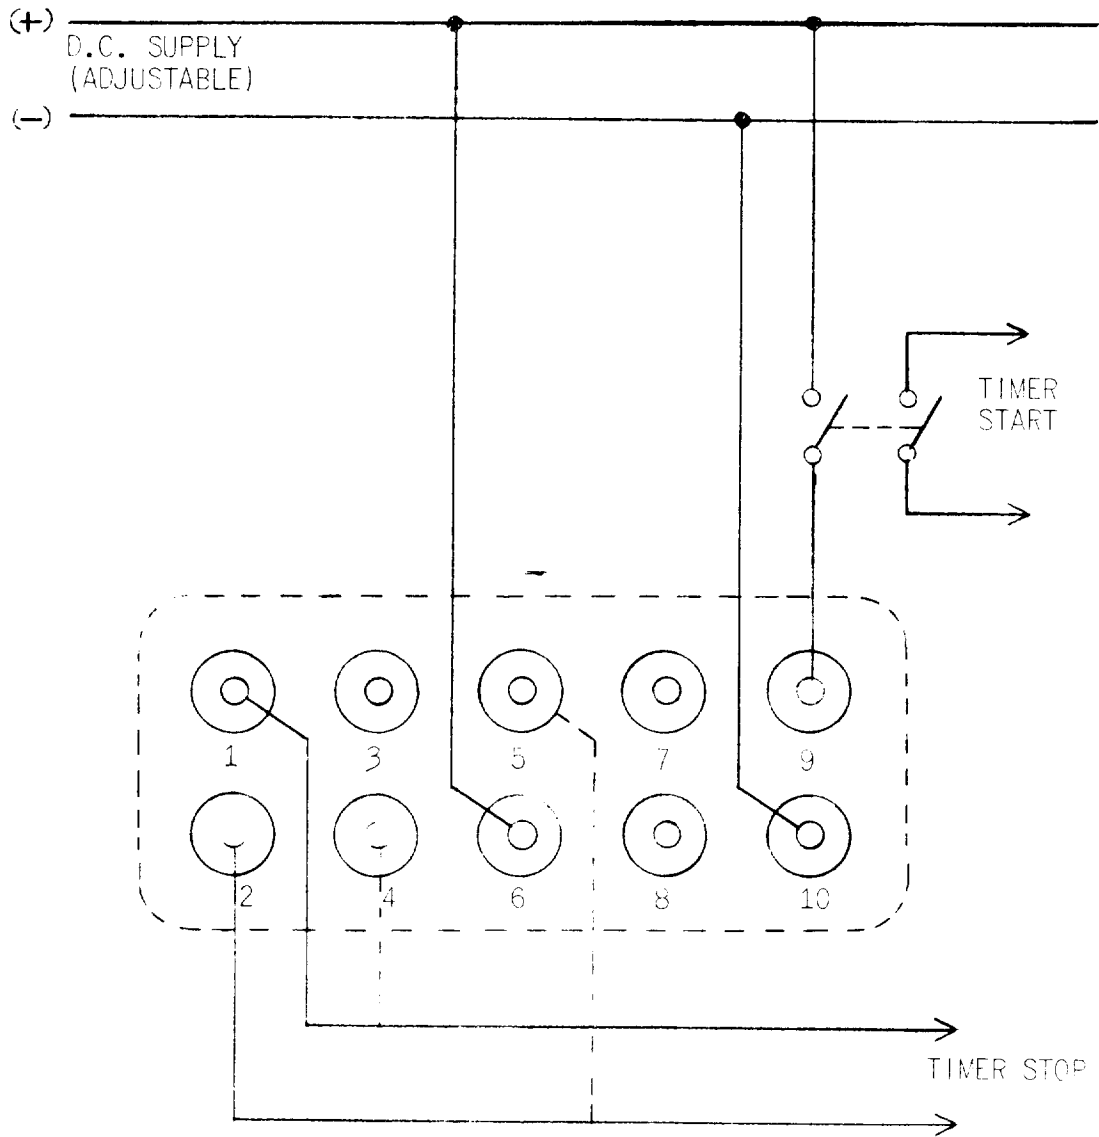 (+)
D.C. SUPPLY
(ADJUSTABLE)
(-)
TIMER
START
1
3
5
7
9
2
4
6
8
10
TIMER STOP